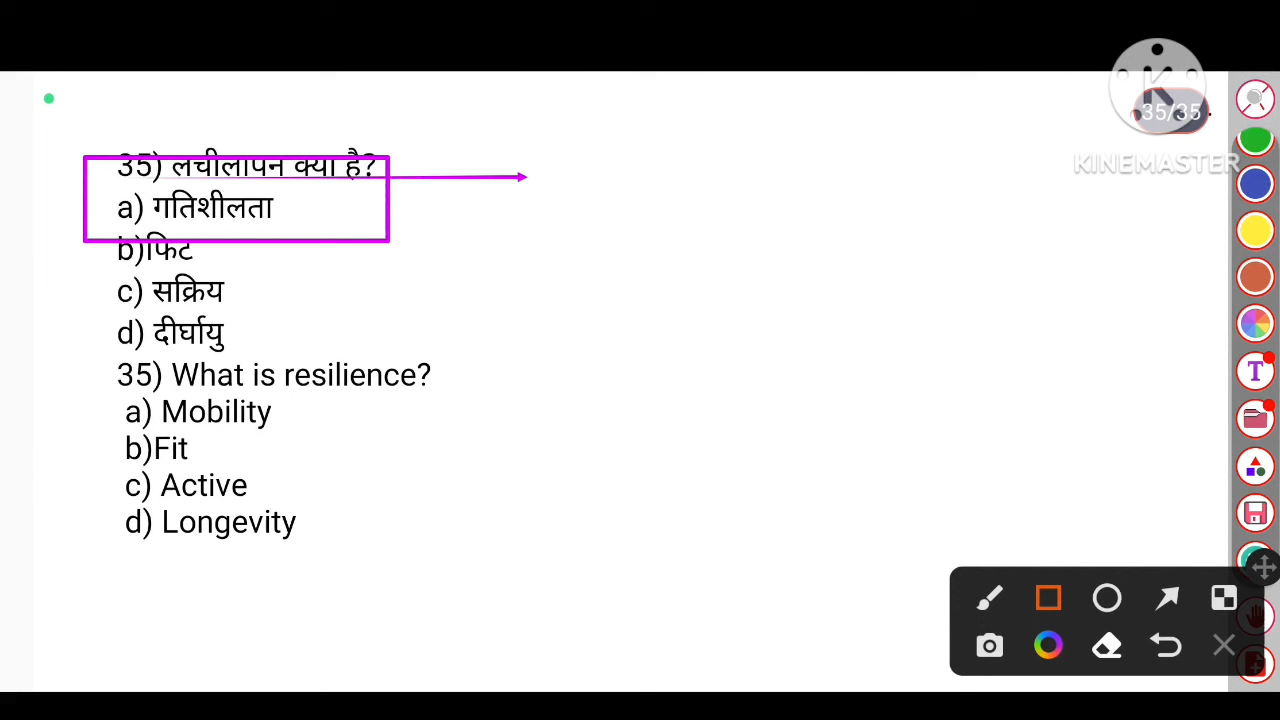 35/35
KINEMASTER
35) लचीलापन क्या है?
a) गतिशीलता
b)फिट
c) सक्रिय
d) दीर्घायु
35) What is resilience?
a) Mobility
b)Fit
c) Active
d) Longevity
T